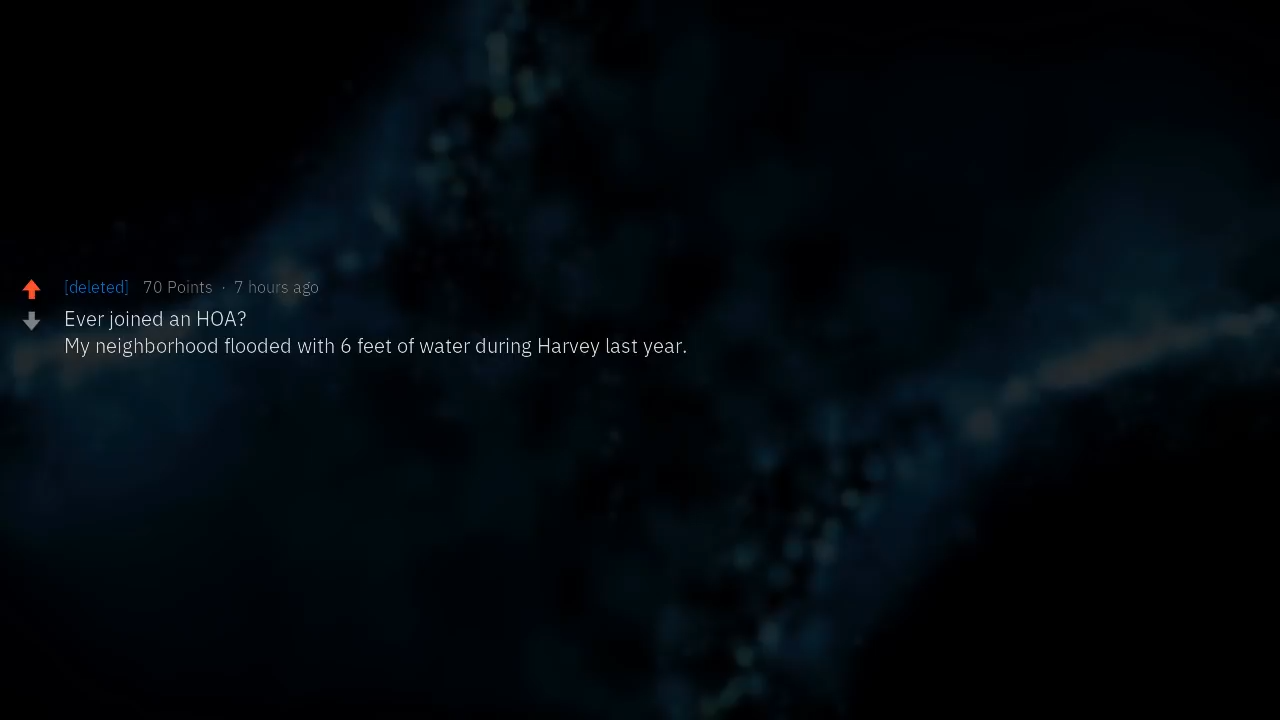 [deleted] 70 Points · 7 hours ago
Ever joined an HOA?
My neighborhood flooded with 6 feet of water during Harvey last year.